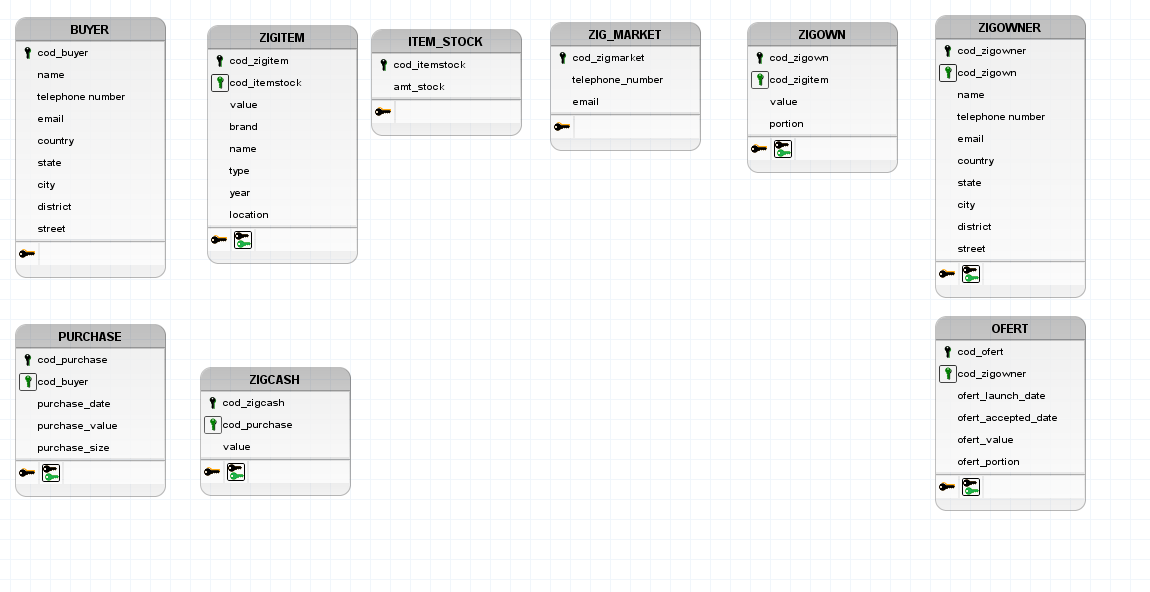 BUYER
cod_buyer
name
telephone number
email
country
state
city
district
street
ZIGITEM
cod_zigitem
cod_itemstock
value
brand
name
type
year
location
ITEM_STOCK
cod_itemstock
amt_stock
ZIG_MARKET
cod_zigmarket
telephone_number
email
ZIGOWN
cod_zigown
cod_zigitem
value
portion
ZIGOWNER
cod_zigowner
cod_zigown
name
telephone number
email
country
state
city
district
street
PURCHASE
cod_purchase
cod_buyer
purchase_date
purchase_value
purchase_size
ZIGCASH
cod_zigcash
cod_purchase
value
OFERT
cod_ofert
cod_zigowner
ofert_launch_date
ofert_accepted_date
ofert_value
ofert_portion